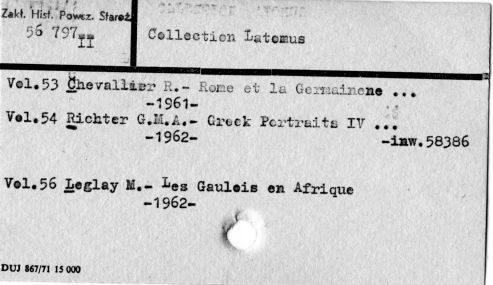 Zakł. Hist. Powsz. Staroż.
56 797
II
Collection Latomus
Vol.53 Chevallier R.- Rome et la Germainene ...
-1961-
Vol.54 Richter G.M.A.- Greek Portraits IV ...
-1962-
-inw.58386
Vol.56 Leglay M.- Les Gaulois en Afrique
-1962-
DUJ 867/71 15 000